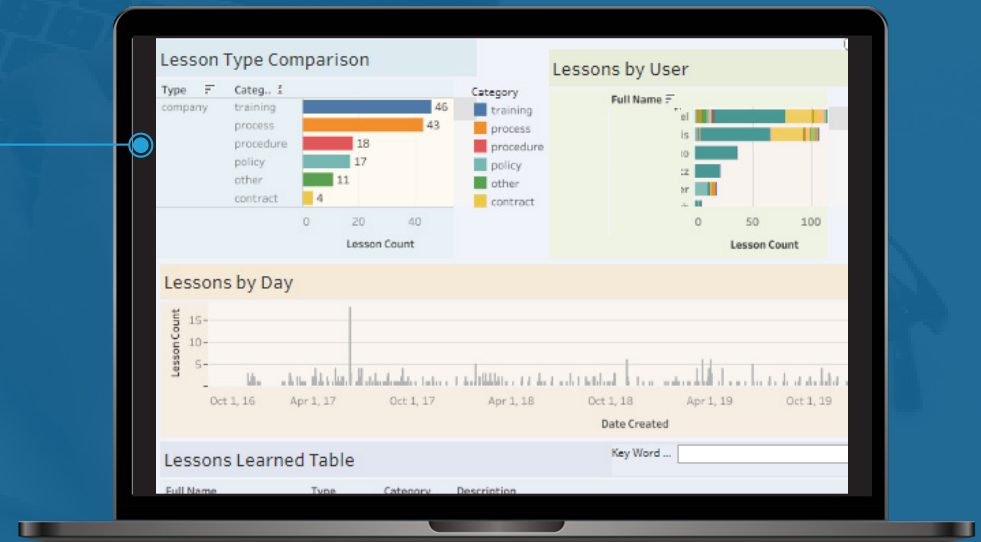 Lesson Type Comparison
Type Categ..
company training 46
process 43
procedure 18
policy 17
other 11
contract 4
0 20 40
Lesson Count
Category
training
process
procedure
policy
other
contract
Lessons by User
Full Name
el
is
o
tz
er
0 50 100
Lesson Count
Lessons by Day
Lesson Count
15
10
5
Oct 1, 16 Apr 1, 17 Oct 1, 17 Apr 1, 18 Oct 1, 18 Apr 1, 19 Oct 1, 19
Date Created
Lessons Learned Table
Key Word ...
Full Name Type Category Description